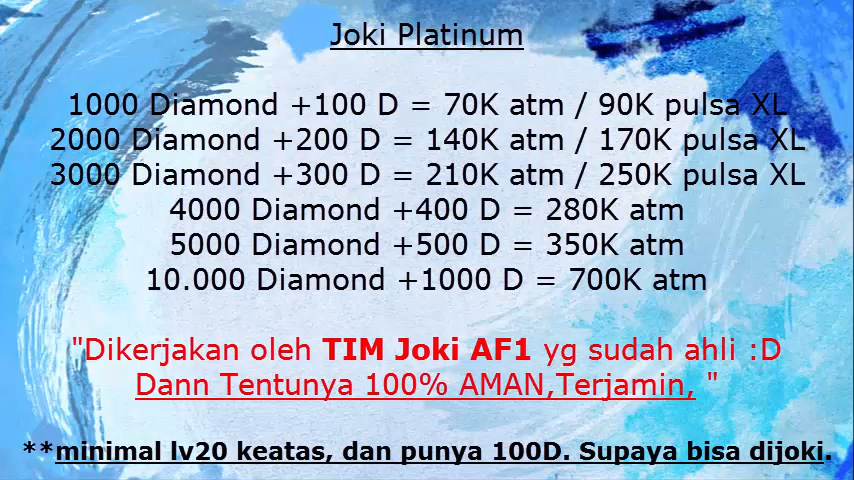 Joki Platinum
1000 Diamond +100 D = 70K atm / 90K pulsa XL
2000 Diamond +200 D = 140K atm / 170K pulsa XL
3000 Diamond +300 D = 210K atm / 250K pulsa XL
4000 Diamond +400 D = 280K atm
5000 Diamond +500 D = 350K atm
10.000 Diamond +1000 D = 700K atm
"Dikerjakan oleh TIM Joki AF1 yg sudah ahli :D
Dann Tentunya 100% AMAN,Terjamin, "
**minimal lv20 keatas, dan punya 100D. Supaya bisa dijoki.